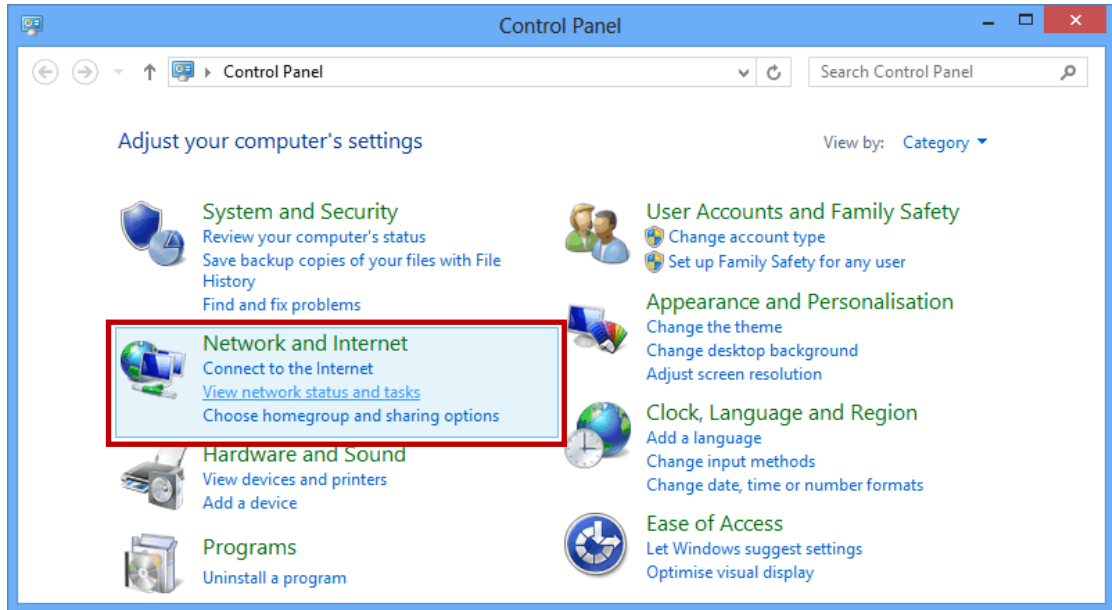 Control Panel
Control Panel
Search Control Panel
Adjust your computer's settings
View by: Category
System and Security
Review your computer's status
Save backup copies of your files with File
History
Find and fix problems
Network and Internet
Connect to the Internet
View network status and tasks
Choose homegroup and sharing options
Hardware and Sound
View devices and printers
Add a device
Programs
Uninstall a program
User Accounts and Family Safety
Change account type
Set up Family Safety for any user
Appearance and Personalisation
Change the theme
Change desktop background
Adjust screen resolution
Clock, Language and Region
Add a language
Change input methods
Change date, time or number formats
Ease of Access
Let Windows suggest settings
Optimise visual display